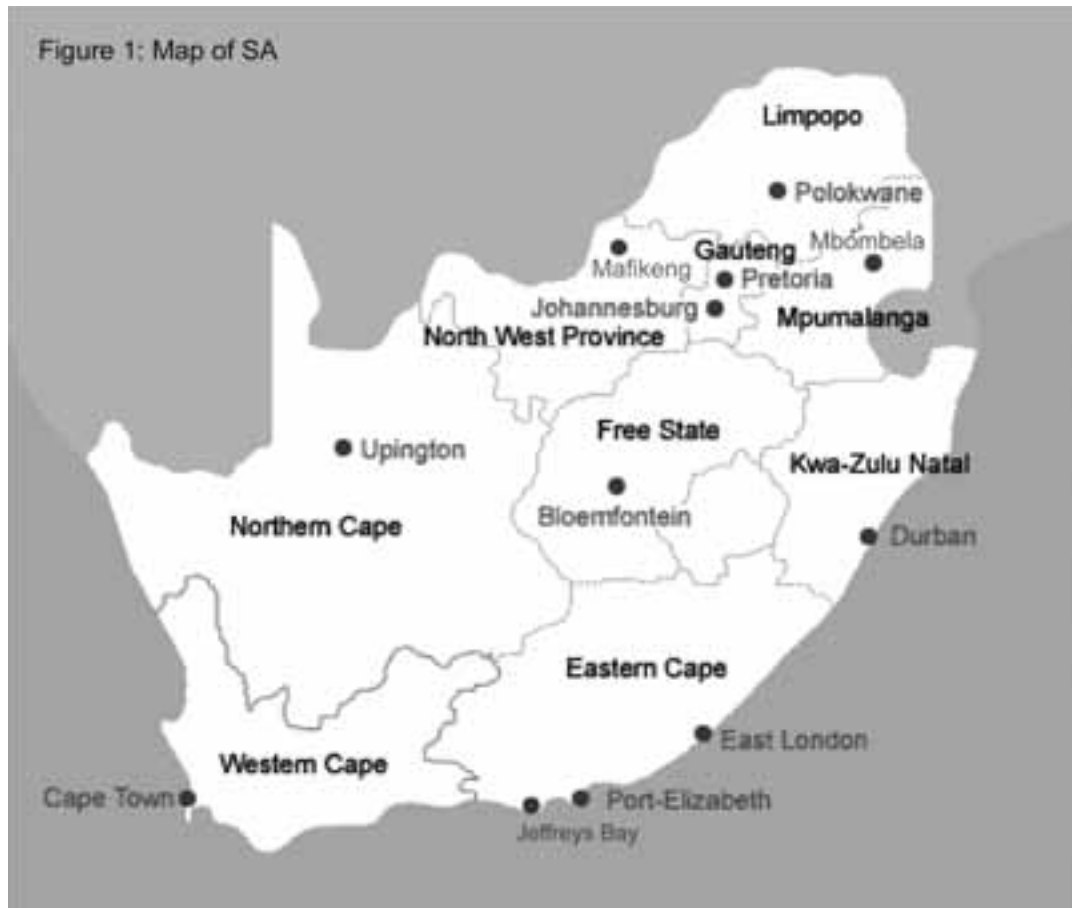 Figure 1: Map of SA
Limpopo
Polokwane
Mbombela
Gauteng
Mafikeng
Pretoria
Johannesburg
Mpumalanga
North West Province
Free State
Upington
Kwa-Zulu Natal
Bloemfontein
Northern Cape
Durban
Eastern Cape
East London
Western Cape
Cape Town
Port-Elizabeth
Jeffreys Bay